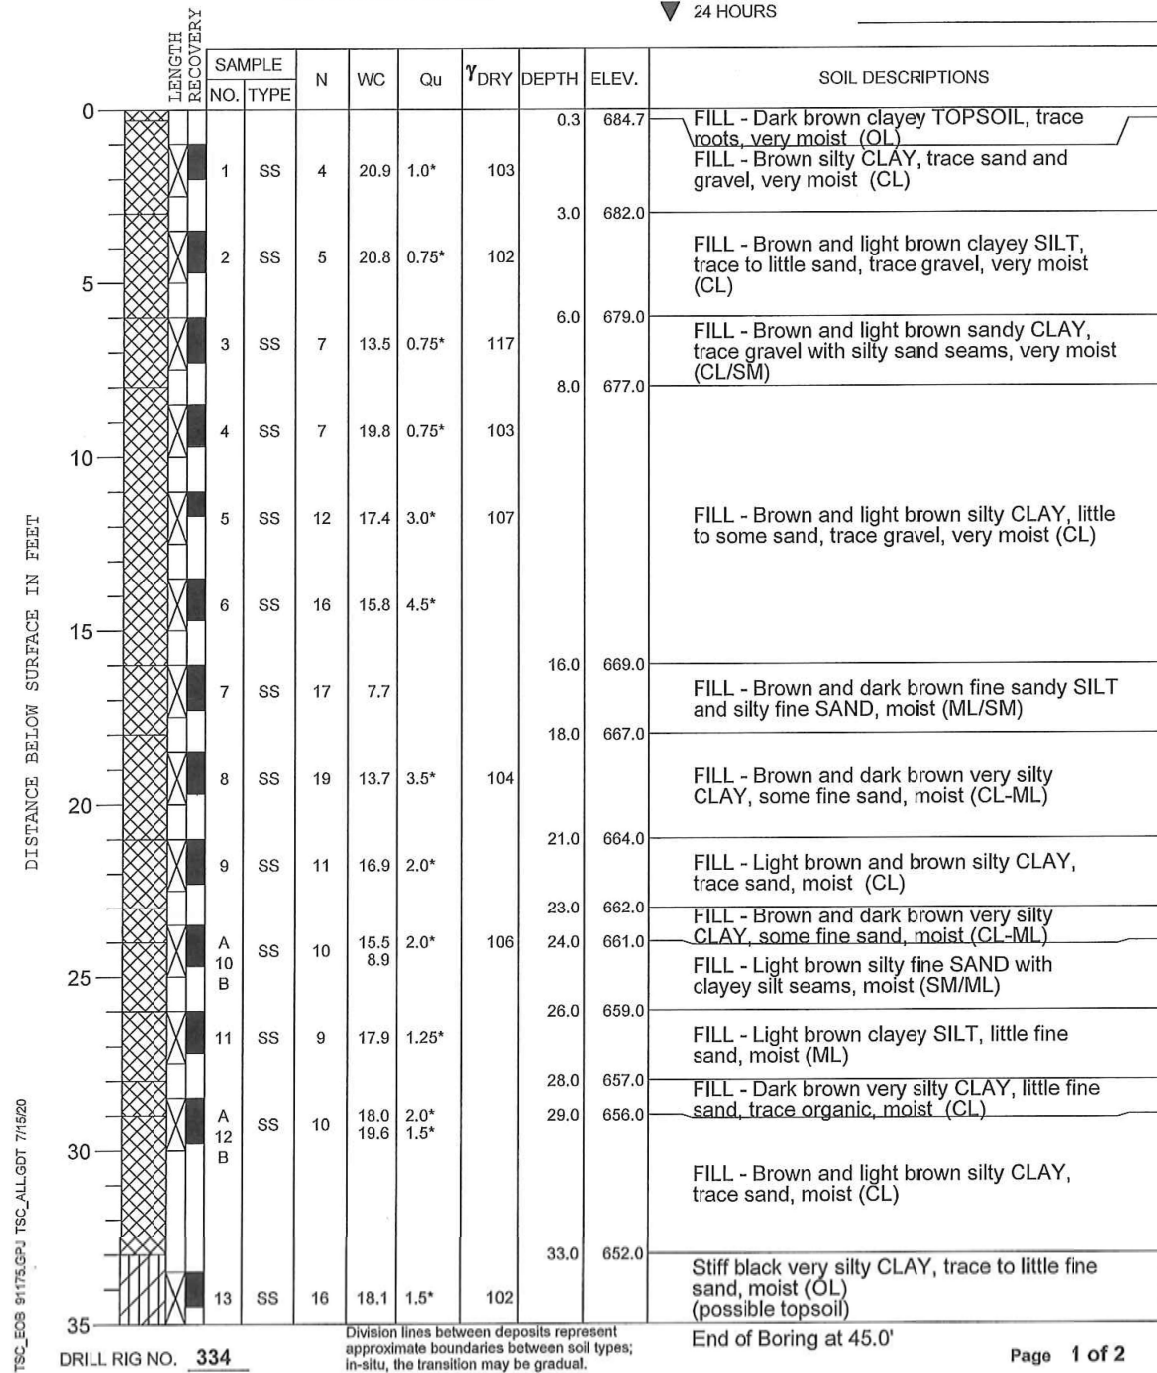 ▼ 24 HOURS
LENGTH
RECOVERY
SAMPLE
NO. TYPE N WC Qu γDRY DEPTH ELEV. SOIL DESCRIPTIONS
0
0.3 684.7 FILL - Dark brown clayey TOPSOIL, trace
roots, very moist (OL)
FILL - Brown silty CLAY, trace sand and
gravel, very moist (CL)
1 SS 4 20.9 1.0* 103
3.0 682.0
FILL - Brown and light brown clayey SILT,
trace to little sand, trace gravel, very moist
(CL)
2 SS 5 20.8 0.75* 102
5
6.0 679.0
FILL - Brown and light brown sandy CLAY,
trace gravel with silty sand seams, very moist
(CL/SM)
3 SS 7 13.5 0.75* 117
8.0 677.0
4 SS 7 19.8 0.75* 103
10
5 SS 12 17.4 3.0* 107
FILL - Brown and light brown silty CLAY, little
to some sand, trace gravel, very moist (CL)
6 SS 16 15.8 4.5*
15
16.0 669.0
7 SS 17 7.7
FILL - Brown and dark brown fine sandy SILT
and silty fine SAND, moist (ML/SM)
18.0 667.0
8 SS 19 13.7 3.5* 104
FILL - Brown and dark brown very silty
CLAY, some fine sand, moist (CL-ML)
20
21.0 664.0
9 SS 11 16.9 2.0*
FILL - Light brown and brown silty CLAY,
trace sand, moist (CL)
23.0 662.0
FILL - Brown and dark brown very silty
CLAY, some fine sand, moist (CL-ML)
A 15.5 2.0* 106 24.0 661.0
10 SS 10 8.9
B
FILL - Light brown silty fine SAND with
clayey silt seams, moist (SM/ML)
25
26.0 659.0
11 SS 9 17.9 1.25*
FILL - Light brown clayey SILT, little fine
sand, moist (ML)
28.0 657.0
FILL - Dark brown very silty CLAY, little fine
sand, trace organic, moist (CL)
A 18.0 2.0* 29.0 656.0
12 SS 10 19.6 1.5*
B
30
FILL - Brown and light brown silty CLAY,
trace sand, moist (CL)
33.0 652.0
Stiff black very silty CLAY, trace to little fine
sand, moist (OL)
(possible topsoil)
13 SS 16 18.1 1.5* 102
35
DISTANCE BELOW SURFACE IN FEET
TSC_EOB 91175.GPJ TSC_ALL.GDT 7/15/20
DRILL RIG NO. 334
Division lines between deposits represent
approximate boundaries between soil types;
in-situ, the transition may be gradual.
End of Boring at 45.0'
Page 1 of 2